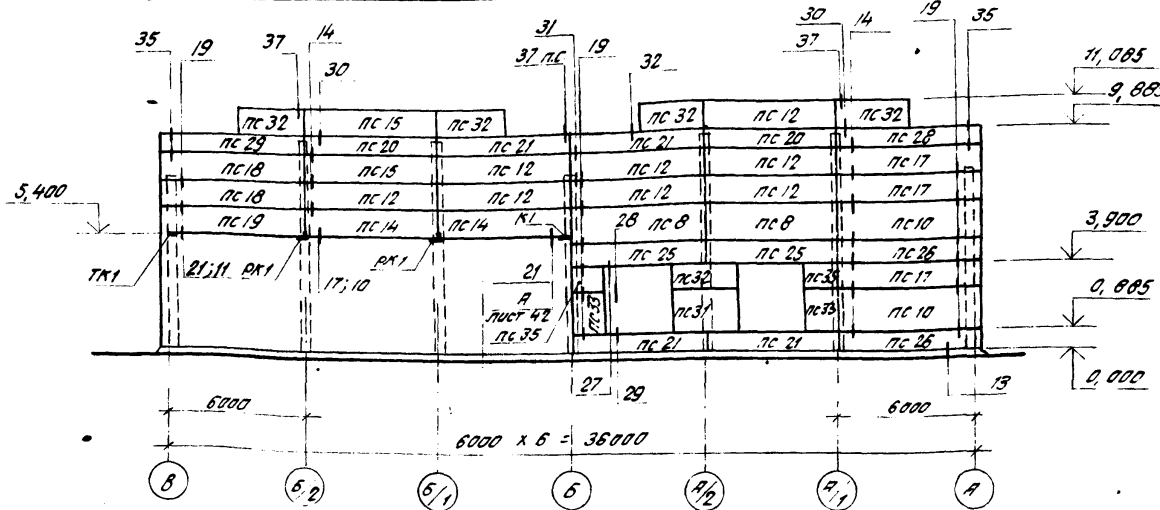 31 30 19
35 37 14 14 35
19 37 п.с 19 37
30 32 11,085
9,885
пс 32 пс 15 пс 32 пс 32 пс 12 пс 32
пс 29 пс 20 пс 21 пс 21 пс 20 пс 28
пс 18 пс 15 пс 12 пс 12 пс 12 пс 17
5,400 пс 18 пс 12 пс 12 пс 12 пс 12 пс 17
пс 19 пс 14 пс 14 К1 пс 8 28 пс 8 пс 10 3,900
ТК1 21;11 РК1 17;10 РК1 21 пс 25 пс 25 пс 26
А пс 32 пс 17
лист 42 пс 33 пс 31 пс 33 пс 10 0,885
пс 35
пс 21 пс 21 пс 26
27 29 13 0,000
6000 6000
6000 х 6 = 36000
В Б/2 Б/1 Б А/2 А/1 А